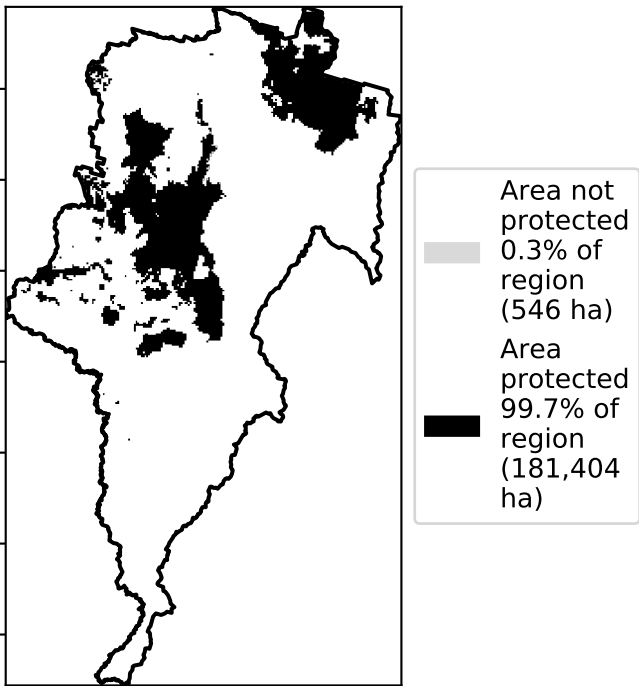 Area not
protected
0.3% of
region
(546 ha)
Area
protected
99.7% of
region
(181,404
ha)